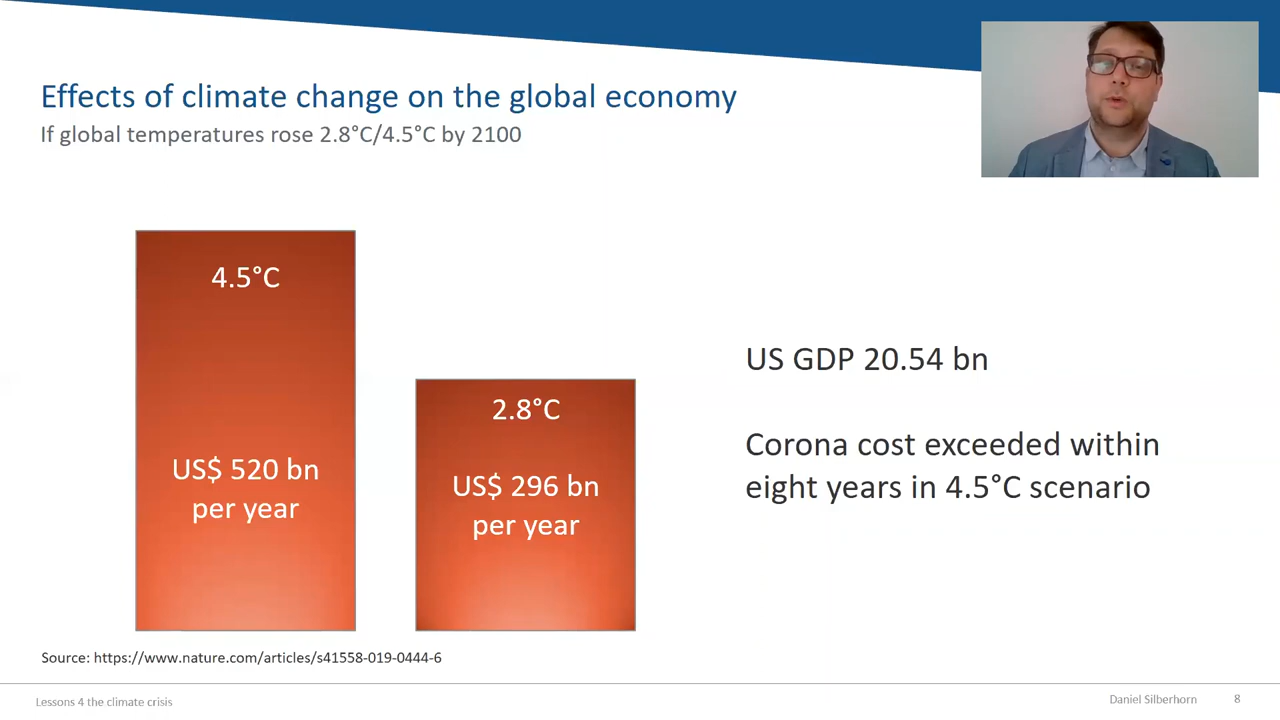 Effects of climate change on the global economy
If global temperatures rose 2.8°C/4.5°C by 2100
4.5°C
US$ 520 bn
per year
2.8°C
US$ 296 bn
per year
US GDP 20.54 bn
Corona cost exceeded within
eight years in 4.5°C scenario
Source: https://www.nature.com/articles/s41558-019-0444-6
Lessons 4 the climate crisis
Daniel Silberhorn
8